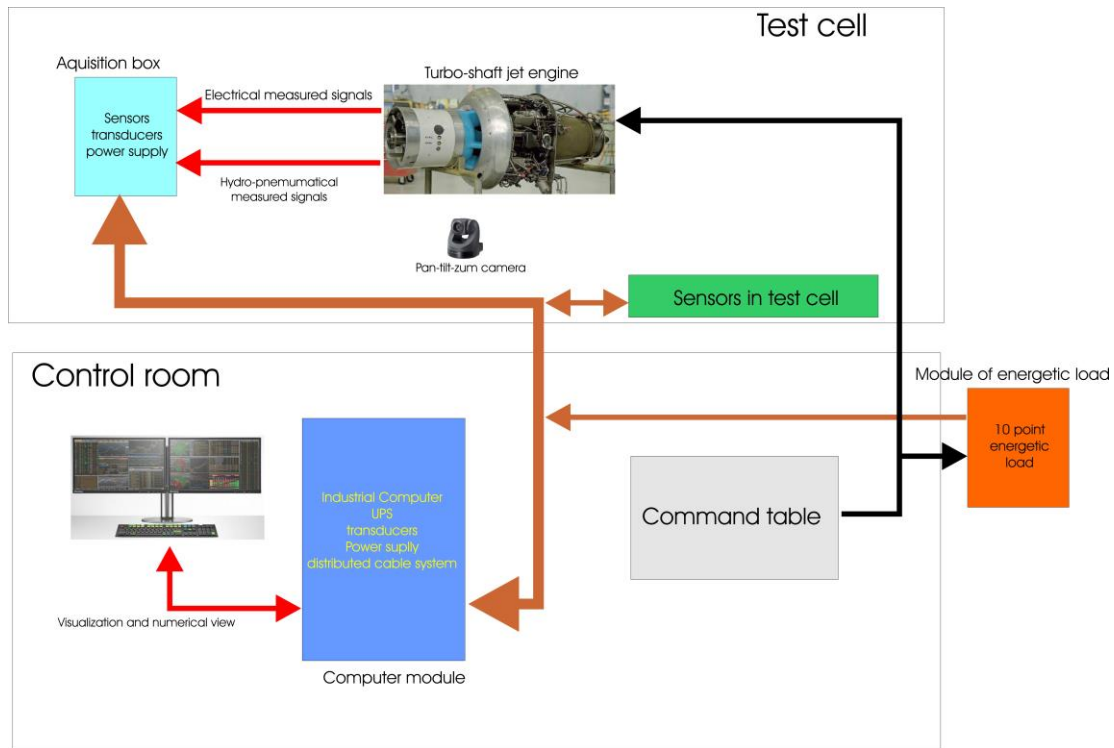 Test cell
Aquisition box
Sensors
transducers
power supply
Electrical measured signals
Hydro-pnemumatical
measured signals
Turbo-shaft jet engine
Pan-tilt-zum camera
Sensors in test cell
Control room
Module of energetic load
10 point
energetic
load
Industrial Computer
UPS
transducers
Power suplly
distributed cable system
Command table
Visualization and numerical view
Computer module